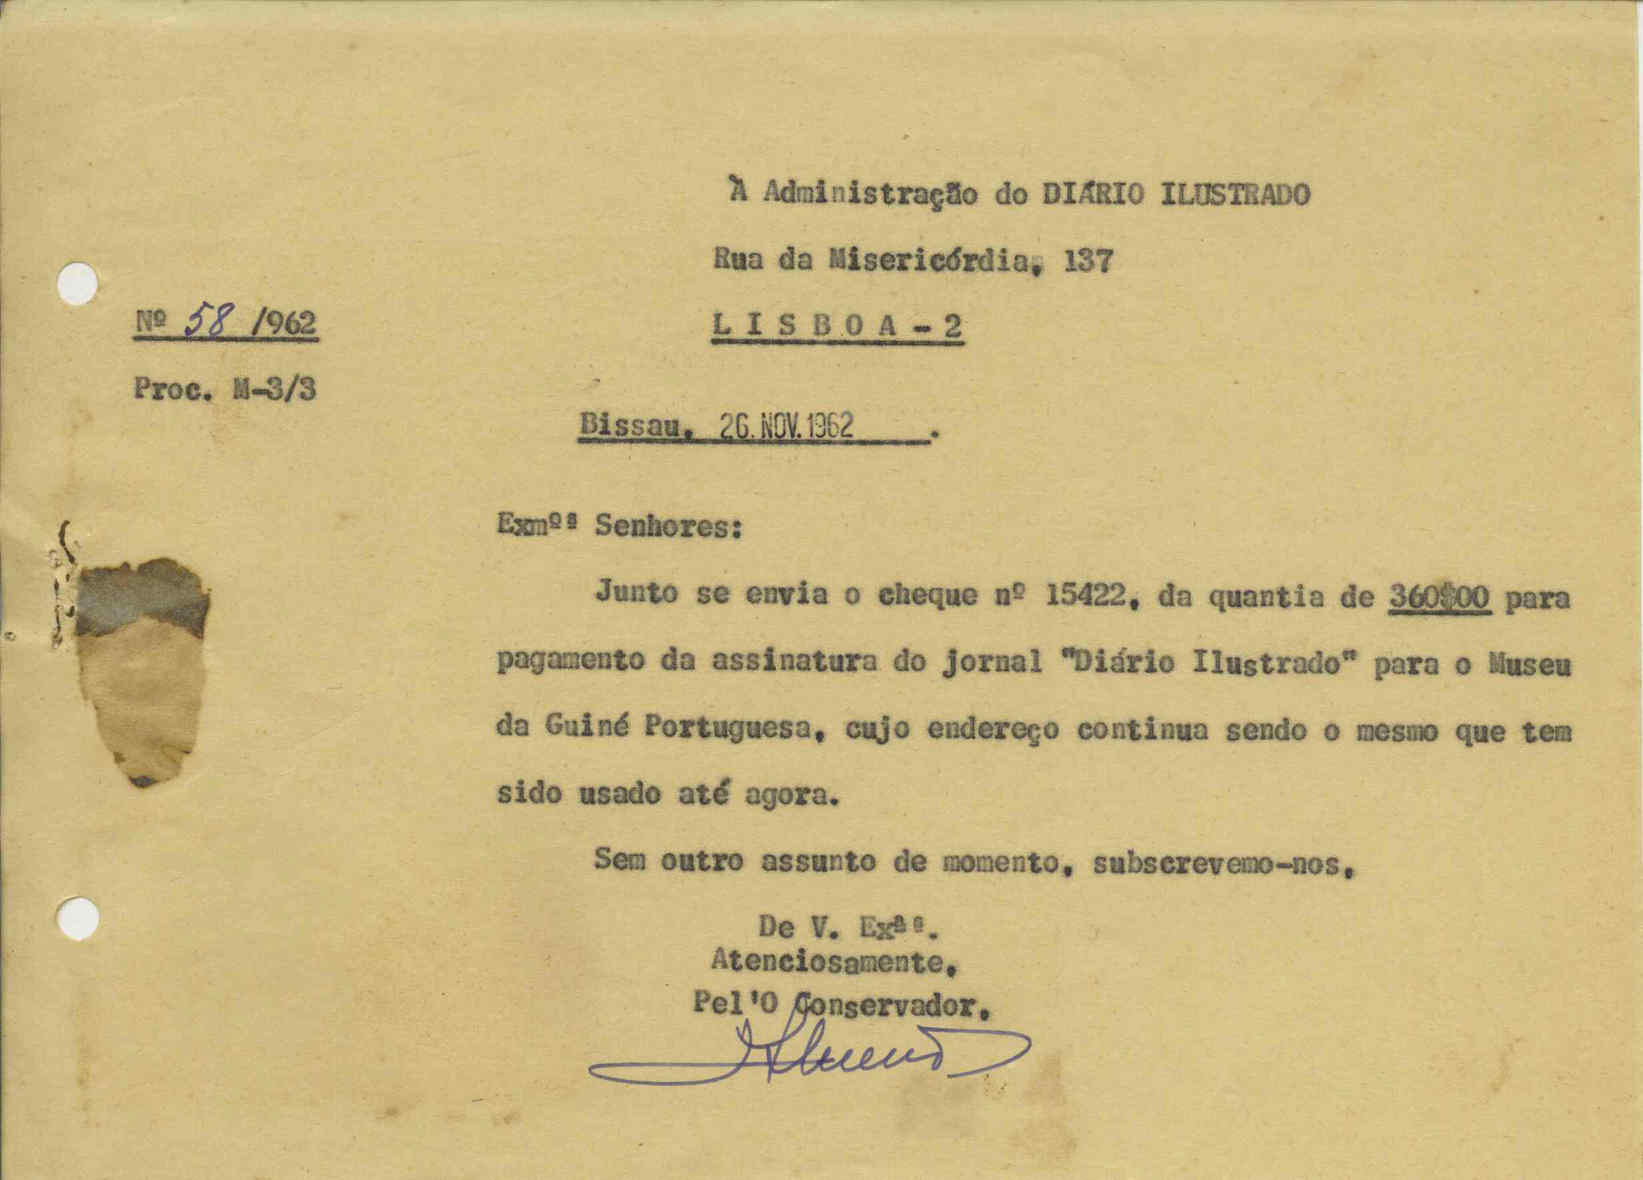 À Administração do DIÁRIO ILUSTRADO
Rua da Misericórdia, 137
Nº 58 /962
L I S B O A - 2
Proc. M-3/3
Bissau, 26.NOV.1962 .
Exmºˢ Senhores:
Junto se envia o cheque nº 15422, da quantia de 360$00 para
pagamento da assinatura do jornal "Diário Ilustrado" para o Museu
da Guiné Portuguesa, cujo endereço continua sendo o mesmo que tem
sido usado até agora.
Sem outro assunto de momento, subscrevemo-nos,
De V. Exªˢ.
Atenciosamente,
Pel'O Conservador,